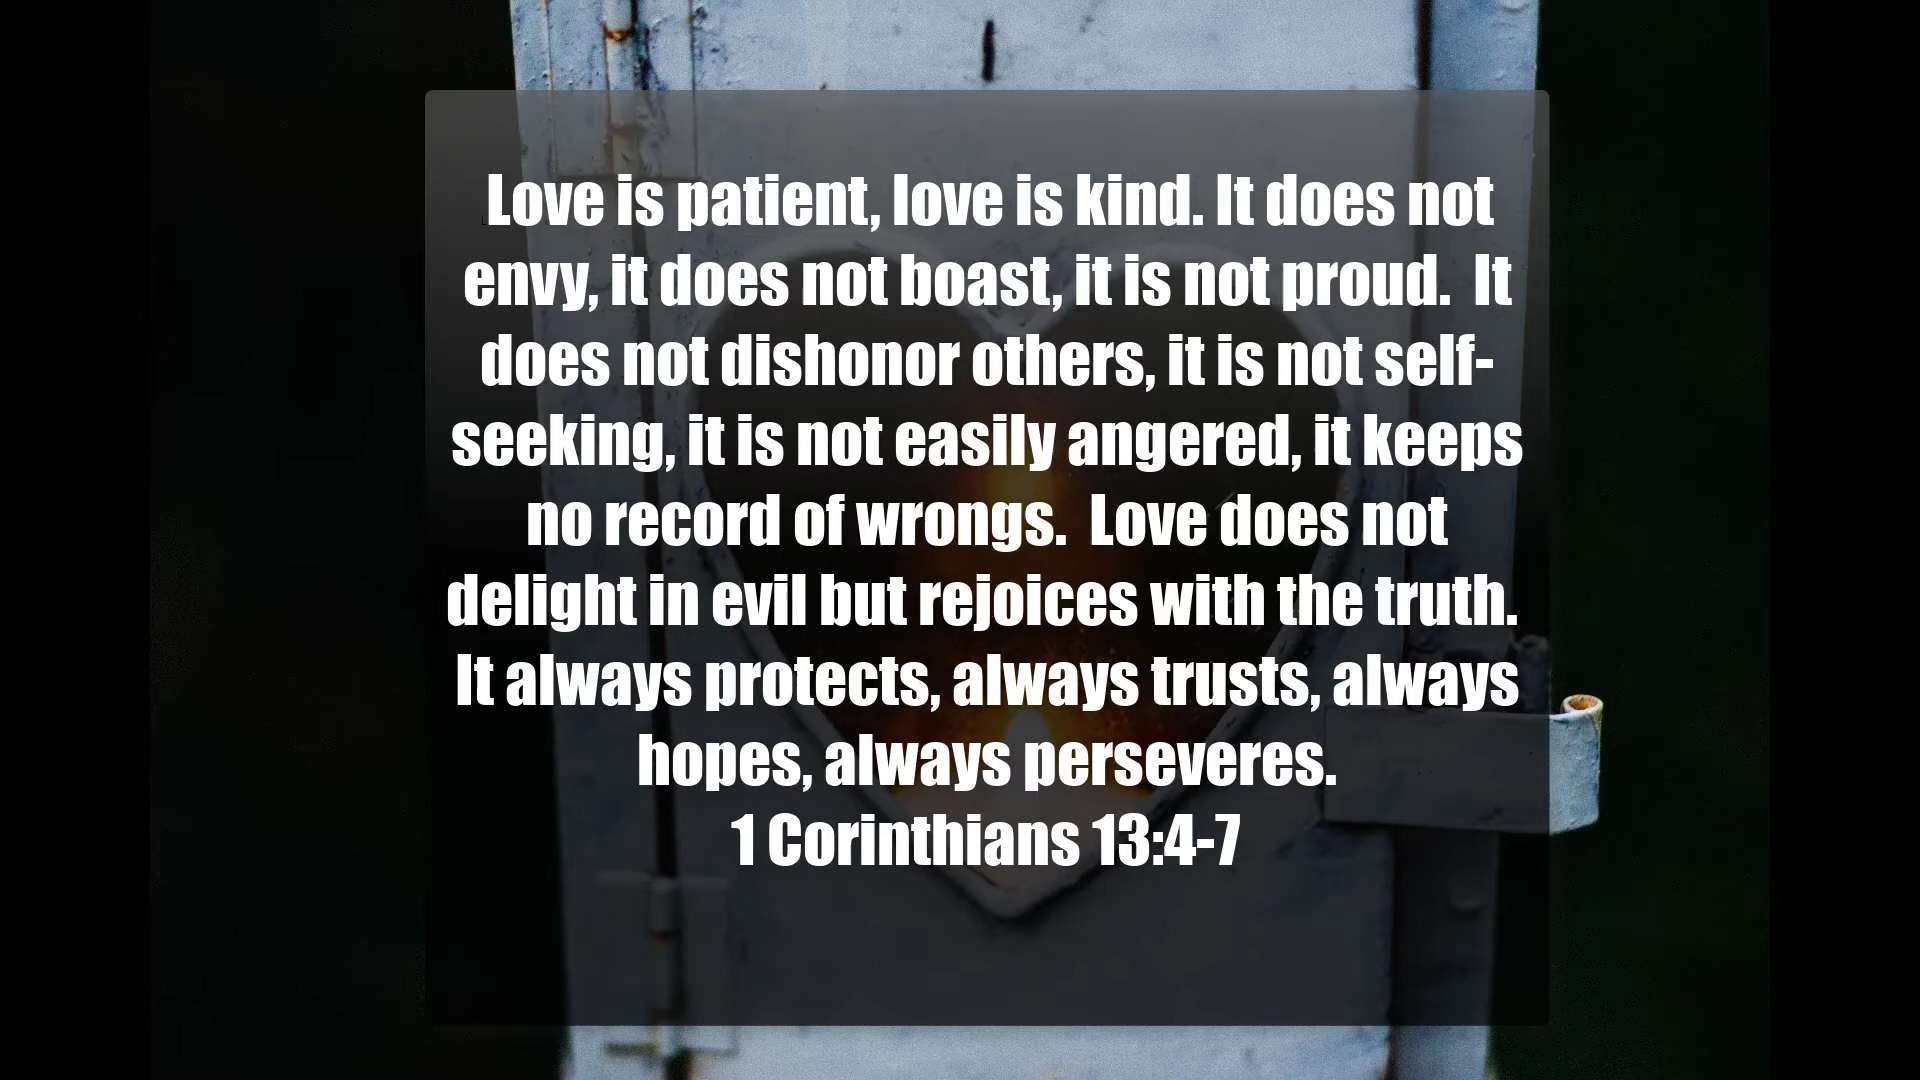 Love is patient, love is kind. It does not
envy, it does not boast, it is not proud.  It
does not dishonor others, it is not self-
seeking, it is not easily angered, it keeps
no record of wrongs.  Love does not
delight in evil but rejoices with the truth.
It always protects, always trusts, always
hopes, always perseveres.
1 Corinthians 13:4-7